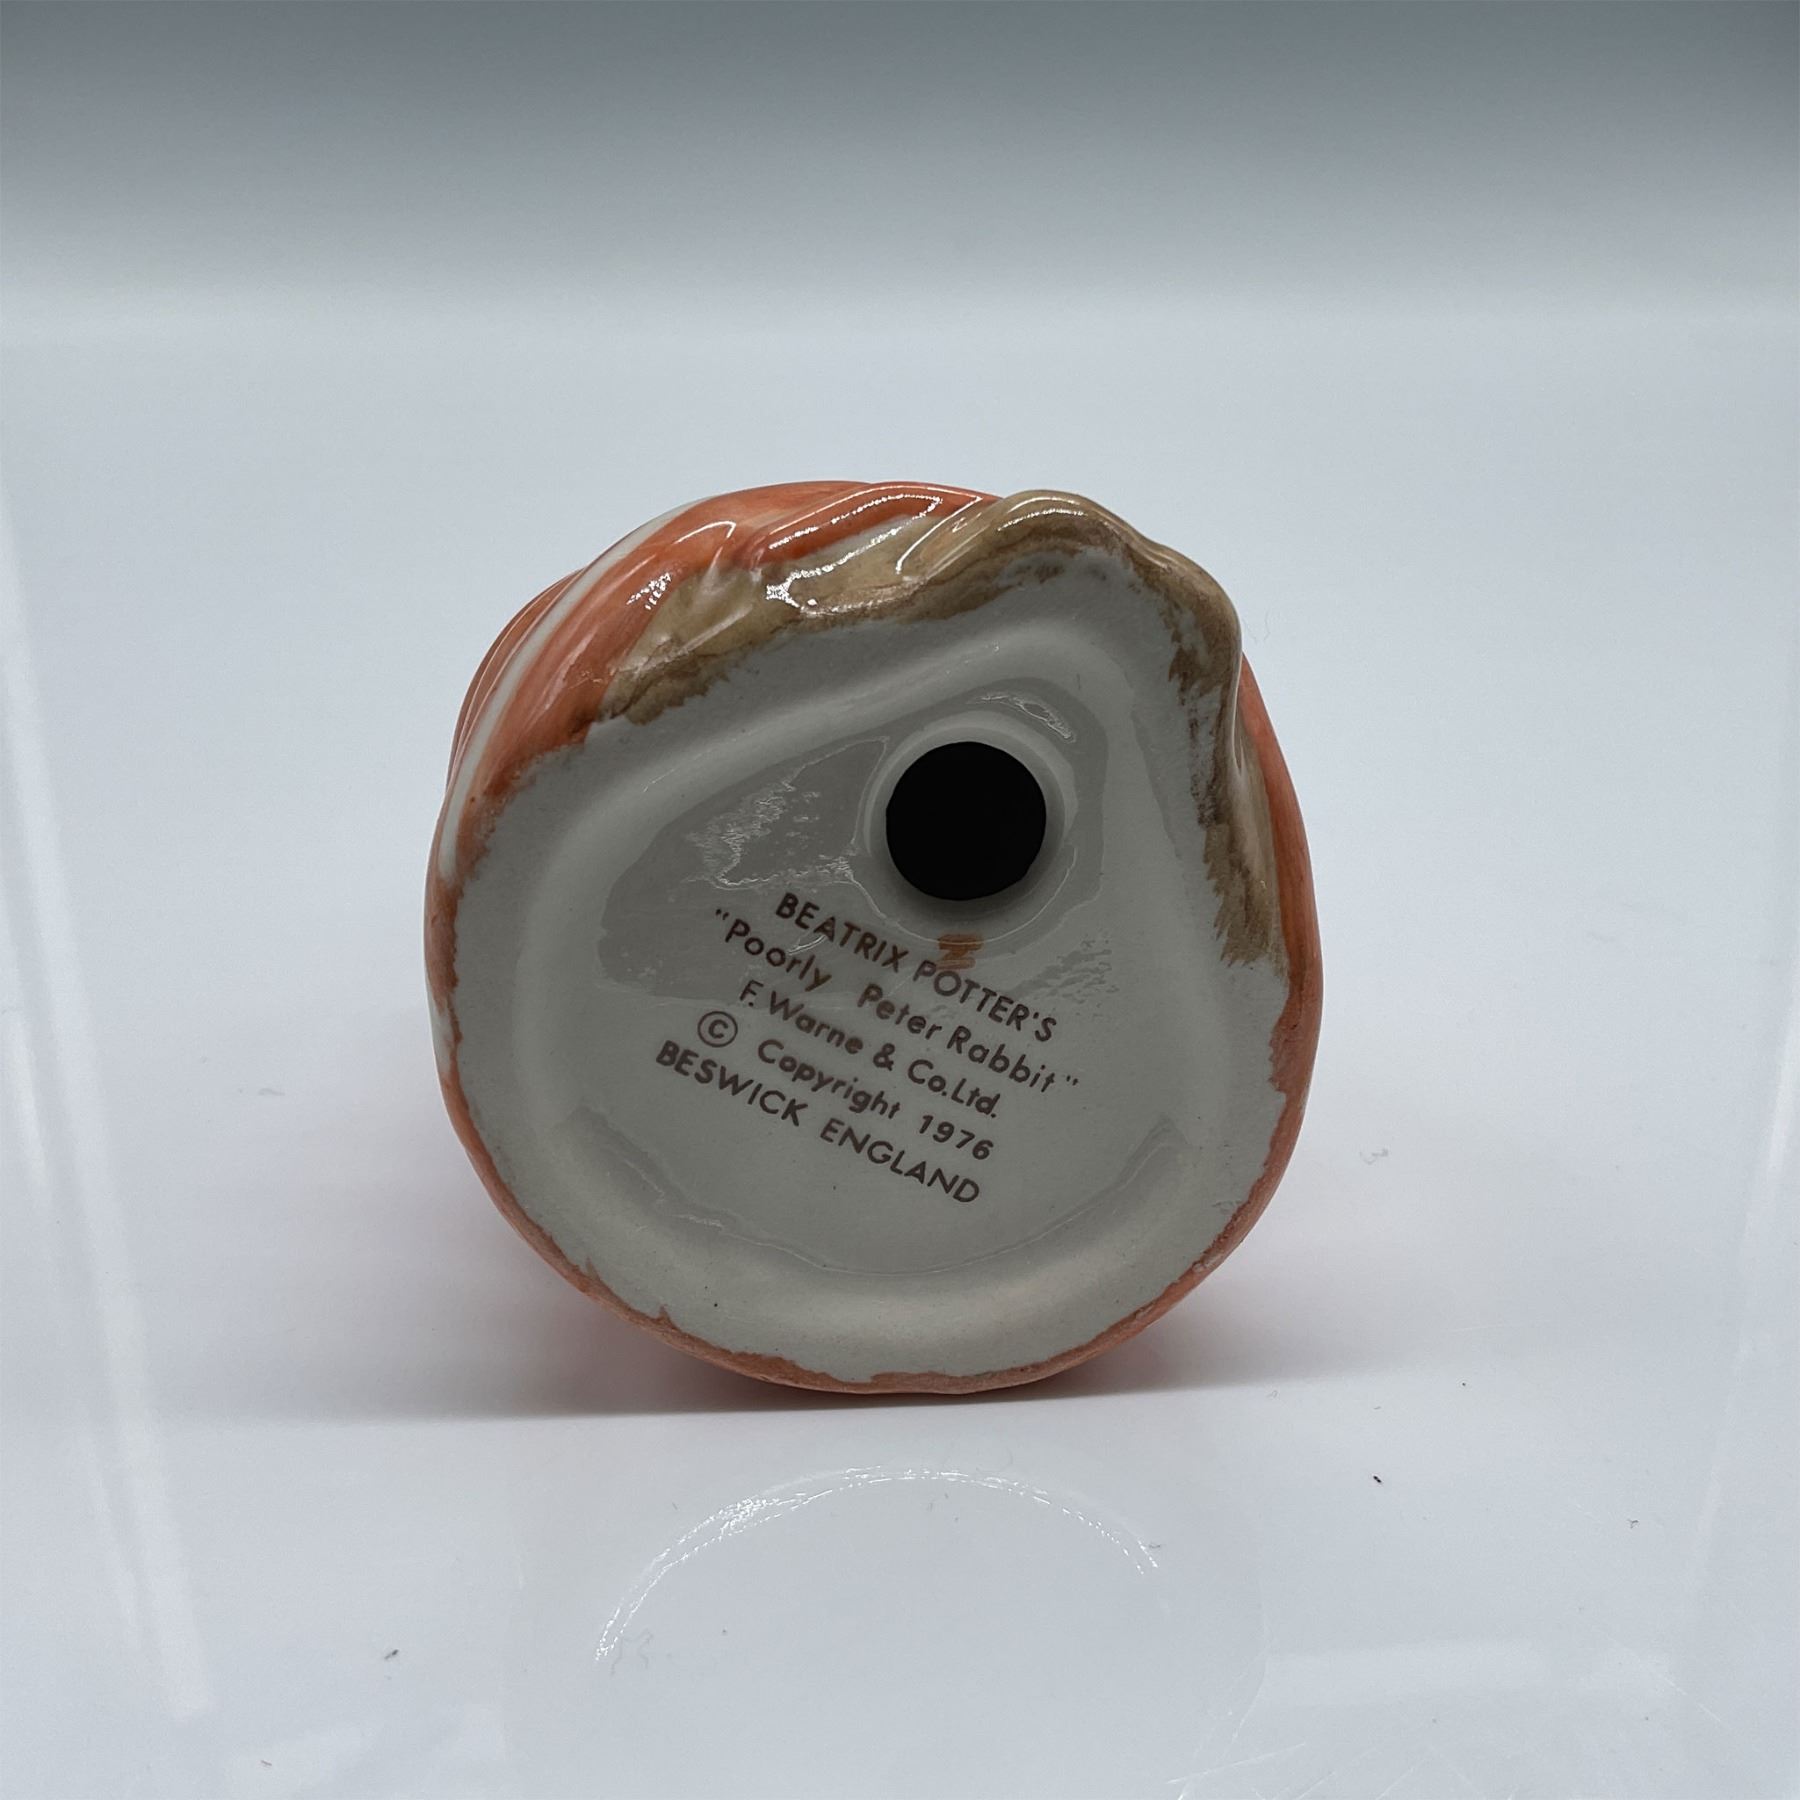 BEATRIX POTTER'S
"Poorly Peter Rabbit"
F. Warne & Co.Ltd.
© Copyright 1976
BESWICK ENGLAND